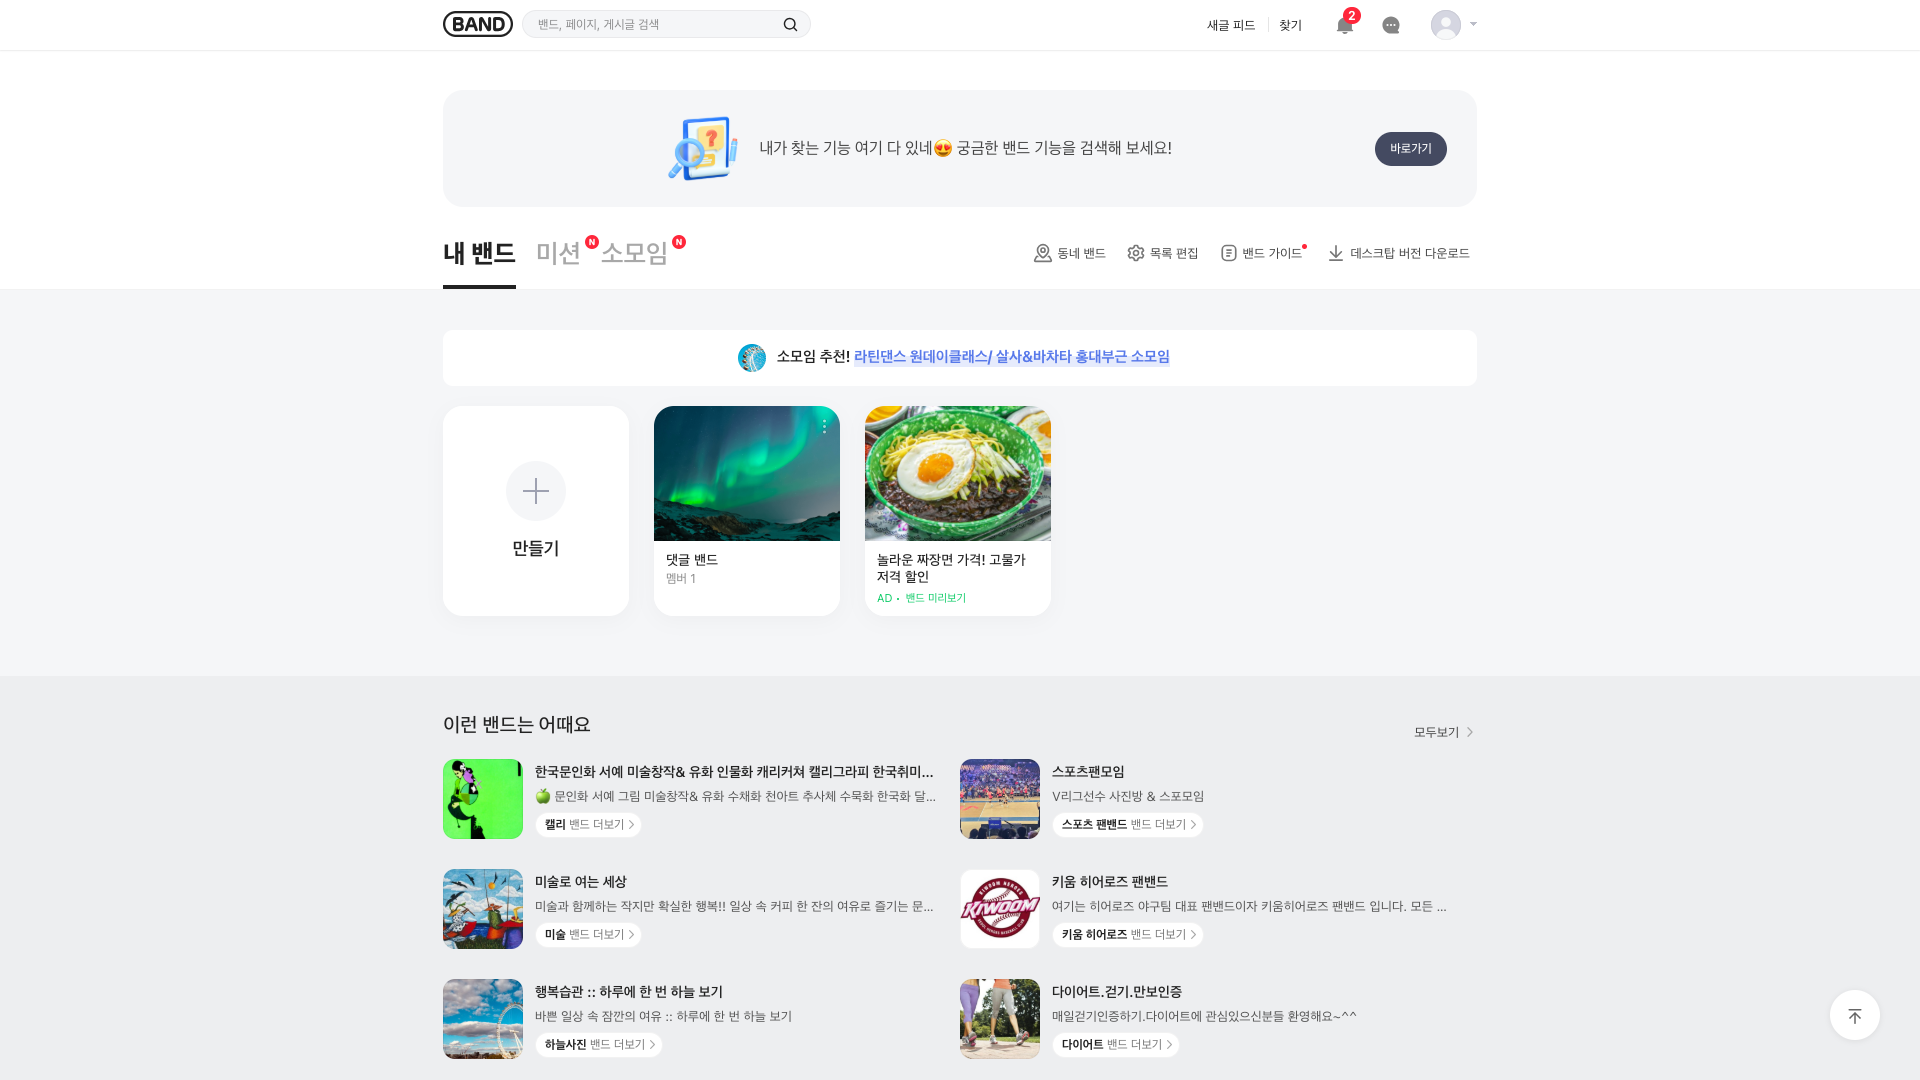 BAND
밴드, 페이지, 게시글 검색
새글 피드
찾기
2
내가 찾는 기능 여기 다 있네😍 궁금한 밴드 기능을 검색해 보세요!
바로가기
내 밴드
미션 N
소모임 N
동네 밴드
목록 편집
밴드 가이드
데스크탑 버전 다운로드
소모임 추천! 라틴댄스 원데이클래스/ 살사&바차타 홍대부근 소모임
만들기
댓글 밴드
멤버 1
놀라운 짜장면 가격! 고물가
저격 할인
AD • 밴드 미리보기
이런 밴드는 어때요
모두보기
한국문인화 서예 미술창작& 유화 인물화 캐리커쳐 캘리그라피 한국취미...
🍏 문인화 서예 그림 미술창작& 유화 수채화 천아트 추사체 수묵화 한국화 달...
캘리 밴드 더보기
스포츠팬모임
V리그선수 사진방 & 스포모임
스포츠 팬밴드 밴드 더보기
미술로 여는 세상
미술과 함께하는 작지만 확실한 행복!! 일상 속 커피 한 잔의 여유로 즐기는 문...
미술 밴드 더보기
KIWOOM HEROES
KIWOOM
키움 히어로즈 팬밴드
여기는 히어로즈 야구팀 대표 팬밴드이자 키움히어로즈 팬밴드 입니다. 모든 ...
키움 히어로즈 밴드 더보기
행복습관 :: 하루에 한 번 하늘 보기
바쁜 일상 속 잠깐의 여유 :: 하루에 한 번 하늘 보기
하늘사진 밴드 더보기
다이어트.걷기.만보인증
매일걷기인증하기.다이어트에 관심있으신분들 환영해요~^^
다이어트 밴드 더보기